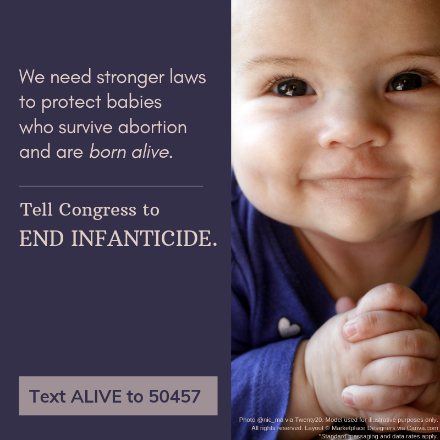 We need stronger laws
to protect babies
who survive abortion
and are born alive.
Tell Congress to
END INFANTICIDE.
Text ALIVE to 50457
Photo @nic_ma via Twenty20. Model used for illustrative purposes only.
All rights reserved. Layout © Marketplace Designers via Canva.com
*Standard messaging and data rates apply.